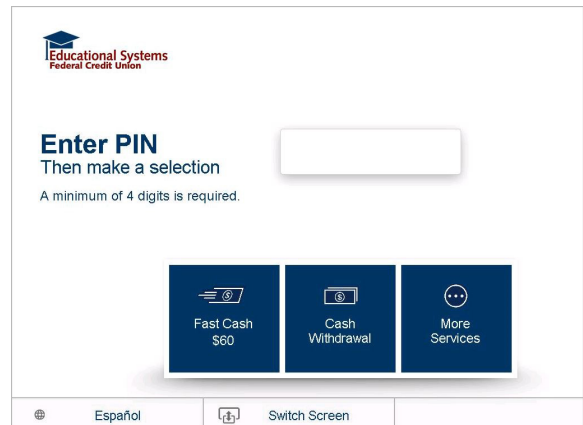 Educational Systems
Federal Credit Union
Enter PIN
Then make a selection
A minimum of 4 digits is required.
Fast Cash
$60
Cash
Withdrawal
More
Services
Español
Switch Screen